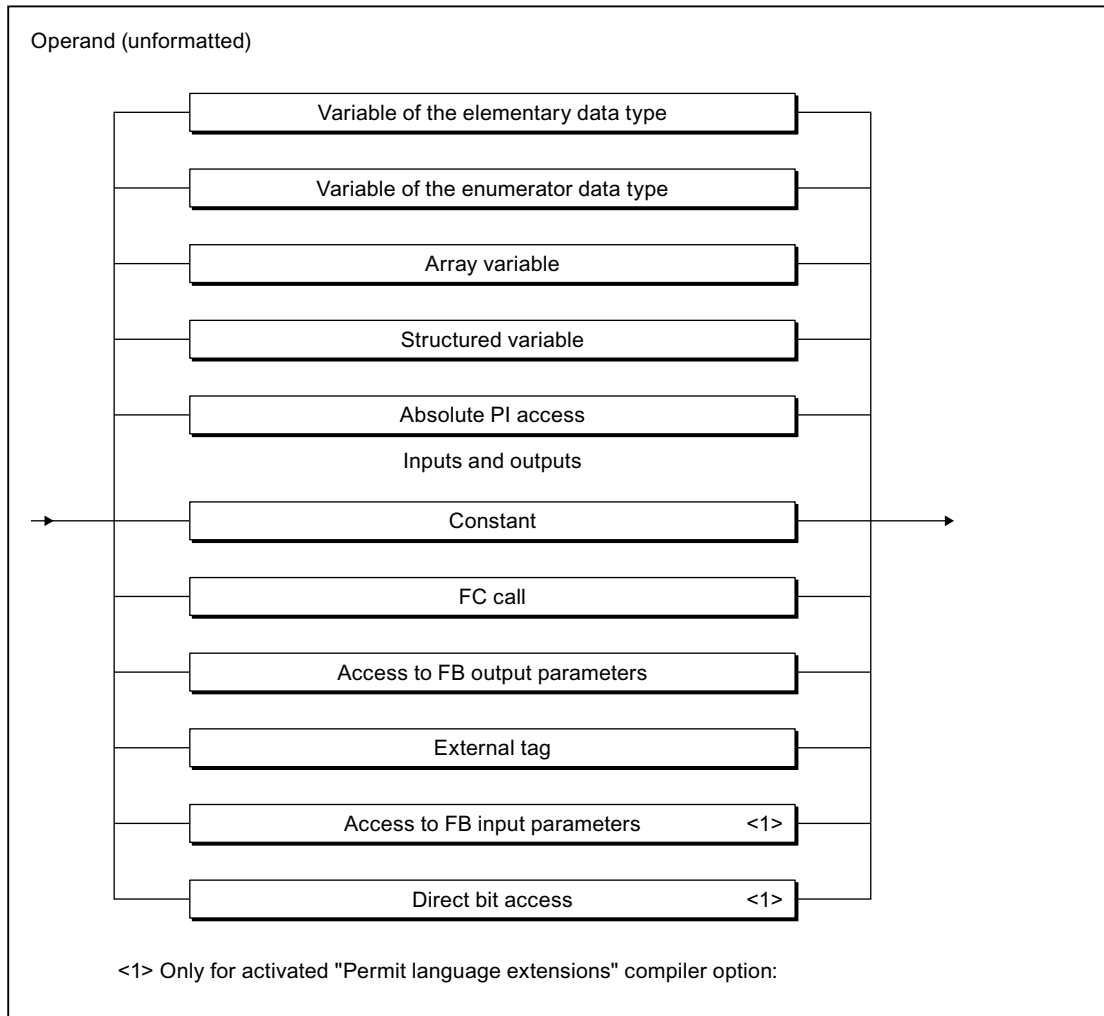 Operand (unformatted)
Variable of the elementary data type
Variable of the enumerator data type
Array variable
Structured variable
Absolute PI access
Inputs and outputs
Constant
FC call
Access to FB output parameters
External tag
Access to FB input parameters <1>
Direct bit access <1>
<1> Only for activated "Permit language extensions" compiler option: